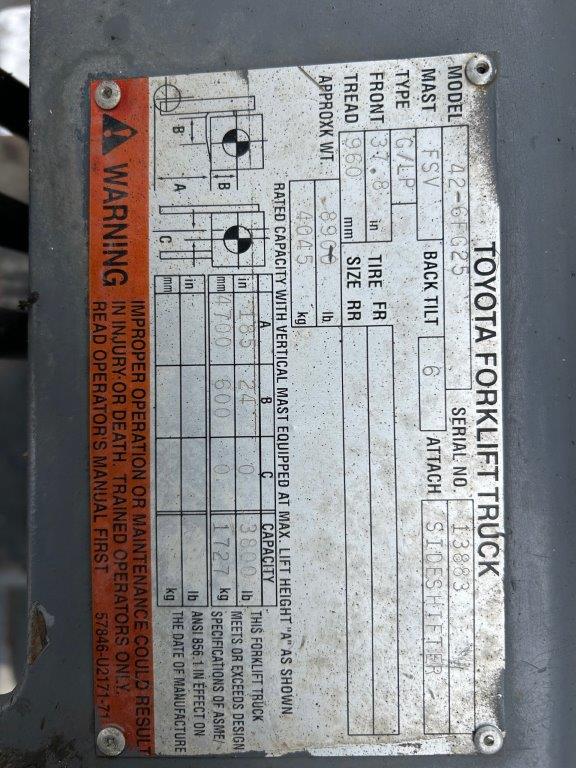 TOYOTA FORKLIFT TRUCK
MODEL 42-6FG25 SERIAL NO. 13883
MAST FSV BACK TILT 6 ATTACH SIDESHIFTER
TYPE G/LP
FRONT 37.8 in TIRE FR
TREAD 960 mm SIZE RR
APPROXK WT. 8900 lb.
4045 kg
RATED CAPACITY WITH VERTICAL MAST EQUIPPED AT MAX. LIFT HEIGHT "A" AS SHOWN
A B C CAPACITY
in 185 24 0 3800 lb
mm 4700 600 0 1727 kg
in lb
mm kg
B A B C
THIS FORKLIFT TRUCK
MEETS OR EXCEEDS DESIGN
SPECIFICATIONS OF ASME/
ANSI B56.1 IN EFFECT ON
THE DATE OF MANUFACTURE
WARNING
IMPROPER OPERATION OR MAINTENANCE COULD RESULT
IN INJURY OR DEATH. TRAINED OPERATORS ONLY.
READ OPERATOR'S MANUAL FIRST
57846-U2171-71